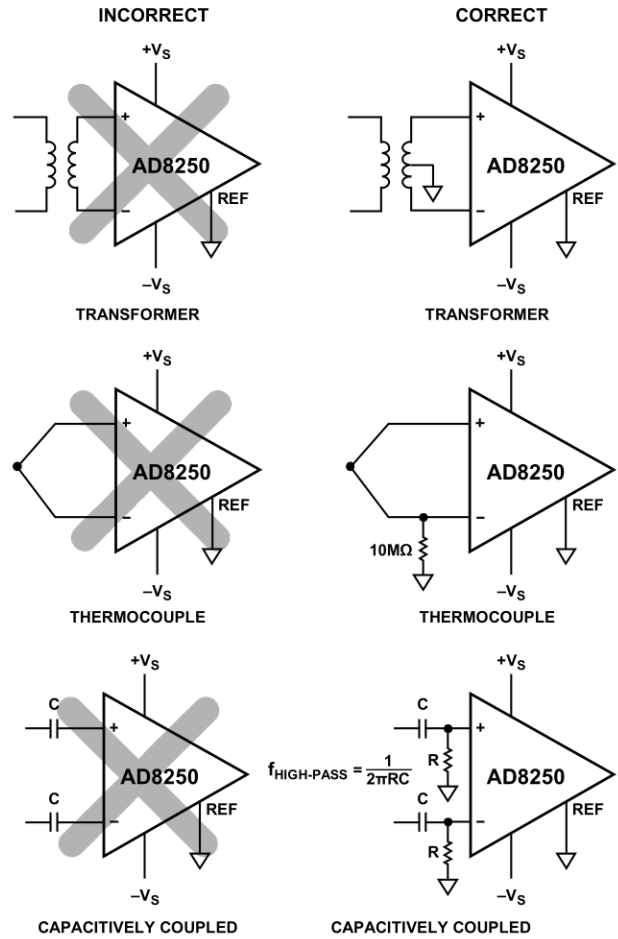 INCORRECT
CORRECT
+VS
+
AD8250
REF
−
−VS
TRANSFORMER
+VS
+
AD8250
REF
−
−VS
TRANSFORMER
+VS
+
AD8250
REF
−
−VS
THERMOCOUPLE
+VS
+
AD8250
−
REF
10MΩ
−VS
THERMOCOUPLE
+VS
C
+
AD8250
C
−
REF
−VS
CAPACITIVELY COUPLED
+VS
C
+
R
fHIGH-PASS = 1/2πRC
AD8250
C
−
REF
R
−VS
CAPACITIVELY COUPLED